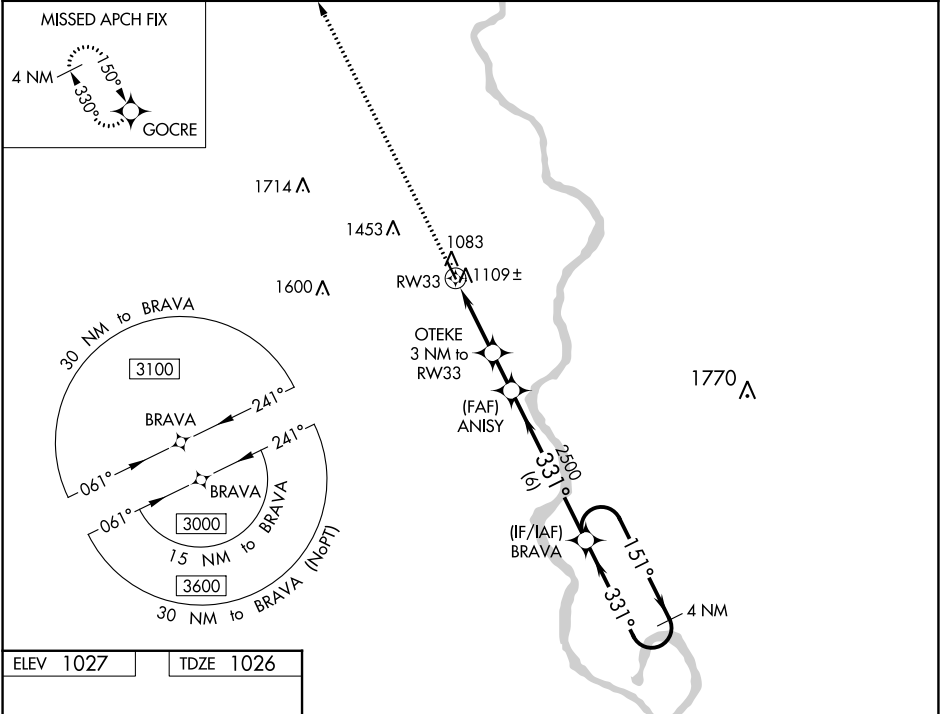 MISSED APCH FIX
4 NM
150°
330°
GOCRE
1714
1453
1083
RW33
1109±
1600
OTEKE
3 NM to
RW33
(FAF)
ANISY
1770
2500
331°
(6)
(IF/IAF)
BRAVA
151°
331°
4 NM
30 NM to BRAVA
3100
241°
BRAVA
061°
241°
BRAVA
061°
3000
15 NM to BRAVA
3600
30 NM to BRAVA (NoPT)
ELEV 1027
TDZE 1026